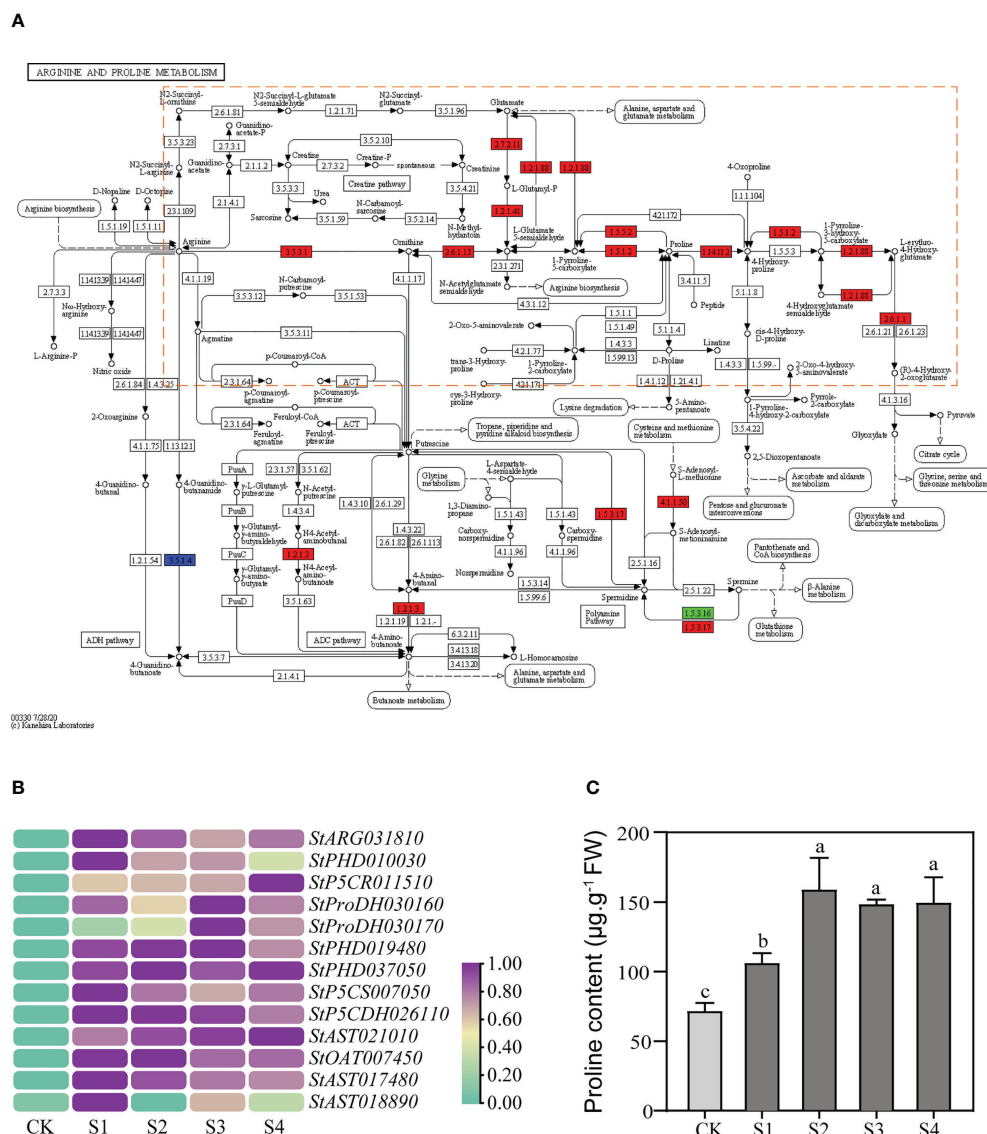 A
ARGININE AND PROLINE METABOLISM
N2-Succinyl-
L-ornithine
2.6.1.81
N2-Succinyl-L-glutamate
5-semialdehyde
1.2.1.71
N2-Succinyl-
glutamate
3.5.1.96
Glutamate
Alanine, aspartate and
glutamate metabolism
Guanidino-
acetate-P
2.7.3.1
3.5.3.23
Guanidino-
acetate
2.1.1.2
Creatine
3.5.2.10
2.7.3.2
Creatine-P
spontaneous
Creatinine
2.7.2.11
1.2.1.88
1.2.1.88
4-Oxoproline
N2-Succinyl-
L-arginine
3.5.3.3
Urea
Creatine pathway
3.5.4.21
L-Glutamyl-P
1.1.1.104
D-Nopaline
D-Octopine
2.1.4.1
N-Carbamoyl-
sarcosine
Arginine biosynthesis
1.5.1.19
1.5.1.11
2.3.1.109
Sarcosine
3.5.1.59
3.5.2.14
N-Methyl-
hydantoin
1.2.1.41
4.2.1.172
Arginine
3.5.3.1
Ornithine
2.6.1.13
L-Glutamate
5-semialdehyde
1.5.5.2
1.5.1.2
1-Pyrroline-
5-carboxylate
Proline
1.14.11.2
4-Hydroxy-
proline
1.5.1.2
1.5.5.3
1-Pyrroline-
3-hydroxy-
5-carboxylate
1.2.1.88
L-erythro-
4-Hydroxy-
glutamate
2.3.1.271
1.14.13.39
1.14.14.47
4.1.1.19
4.1.1.17
N-Acetylglutamate
semialdehyde
Arginine biosynthesis
3.4.11.5
Peptide
5.1.1.8
4-Hydroxyglutamate
semialdehyde
1.2.1.88
2.7.3.3
Nω-Hydroxy-
arginine
3.5.3.12
N-Carbamoyl-
putrescine
3.5.1.53
4.3.1.12
2.6.1.1
1.14.13.39
1.14.14.47
1.5.1.1
1.5.1.49
2.6.1.21
2.6.1.23
L-Arginine-P
Agmatine
3.5.3.11
2-Oxo-5-aminovalerate
1.4.3.3
1.5.99.13
5.1.1.4
cis-4-Hydroxy-
D-proline
Nitric oxide
p-Coumaroyl-CoA
trans-3-Hydroxy-
proline
4.2.1.77
1-Pyrroline-
2-carboxylate
D-Proline
Linatine
1.4.3.3
1.5.99.-
2-Oxo-4-hydroxy-
5-aminovalerate
2.6.1.84
1.4.3.25
2.3.1.64
p-Coumaroyl-
agmatine
p-Coumaroyl-
putrescine
ACT
4.2.1.171
cys-3-Hydroxy-
proline
1.4.1.12
1.21.4.1
Pyrrole-
2-carboxylate
(R)-4-Hydroxy-
2-oxoglutarate
2-Oxoarginine
Feruloyl-CoA
Lysine degradation
5-Amino-
pentanoate
1-Pyrroline-
4-hydroxy-2-carboxylate
4.1.3.16
2.3.1.64
Feruloyl-
agmatine
Feruloyl-
ptrescine
ACT
Tropane, piperidine and
pyridine alkaloid biosynthesis
Cysteine and methionine
metabolism
3.5.4.22
Pyruvate
4.1.1.75
1.13.12.1
Putrescine
Glyoxylate
Citrate cycle
PuuA
2.3.1.57
3.5.1.62
Glycine
metabolism
L-Aspartate-
4-semialdehyde
S-Adenosyl-
L-methionine
2,5-Dioxopentanoate
4-Guanidino-
butanal
4-Guanidino-
butanamide
γ-L-Glutamyl-
putrescine
N-Acetyl-
putrescine
1,3-Diamino-
propane
Ascorbate and aldarate
metabolism
Glycine, serine and
threonine metabolism
PuuB
1.4.3.4
1.4.3.10
2.6.1.29
1.5.1.43
1.5.1.43
1.5.3.17
4.1.1.50
Pentose and glucuronate
interconversions
Glyoxylate and
dicarboxylate metabolism
γ-Glutamyl-
γ-amino-
butyraldehyde
N4-Acetyl-
aminobutanal
1.4.3.22
Carboxy-
norspermidine
Carboxy-
spermidine
S-Adenosyl-
methioninamine
1.2.1.54
3.5.1.4
PuuC
1.2.1.3
2.6.1.82
2.6.1.113
4.1.1.96
4.1.1.96
2.5.1.16
Pantothenate and
CoA biosynthesis
γ-Glutamyl-
γ-amino-
butyrate
N4-Acetyl-
amino-
butanoate
4-Amino-
butanal
Norspermidine
1.5.3.14
1.5.99.6
Spermidine
2.5.1.22
Spermine
β-Alanine
metabolism
PuuD
3.5.1.63
1.2.1.3
1.2.1.19
1.2.1.-
Polyamine
Pathway
1.5.3.16
1.5.3.17
Glutathione
metabolism
ADH pathway
ADC pathway
4-Amino-
butanoate
6.3.2.11
3.4.13.18
3.4.13.20
L-Homocarnosine
4-Guanidino-
butanoate
3.5.3.7
2.1.4.1
Alanine, aspartate and
glutamate metabolism
Butanoate metabolism
00330 7/28/20
(c) Kanehisa Laboratories
B
StARG031810
StPHD010030
StP5CR011510
StProDH030160
StProDH030170
StPHD019480
StPHD037050
StP5CS007050
StP5CDH026110
StAST021010
StOAT007450
StAST017480
StAST018890
CK S1 S2 S3 S4
1.00
0.80
0.60
0.40
0.20
0.00
C
Proline content (μg.g⁻¹ FW)
200
150
100
50
0
c b a a a
CK S1 S2 S3 S4